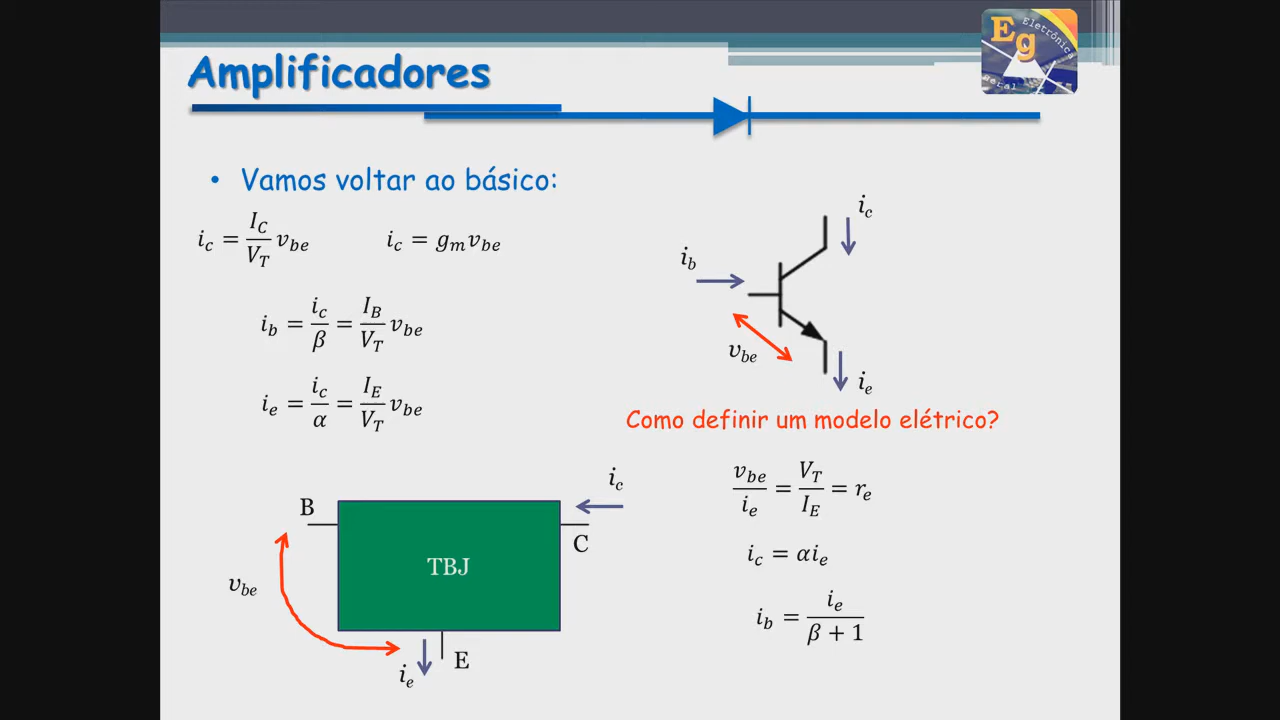 Amplificadores
Eg
Eletrônica
Geral
• Vamos voltar ao básico:
i_c = I_C / V_T v_be
i_c = g_m v_be
i_b = i_c / β = I_B / V_T v_be
i_e = i_c / α = I_E / V_T v_be
i_c
i_b
v_be
i_e
Como definir um modelo elétrico?
v_be / i_e = V_T / I_E = r_e
i_c = αi_e
i_b = i_e / β + 1
i_c
B
C
TBJ
v_be
E
i_e